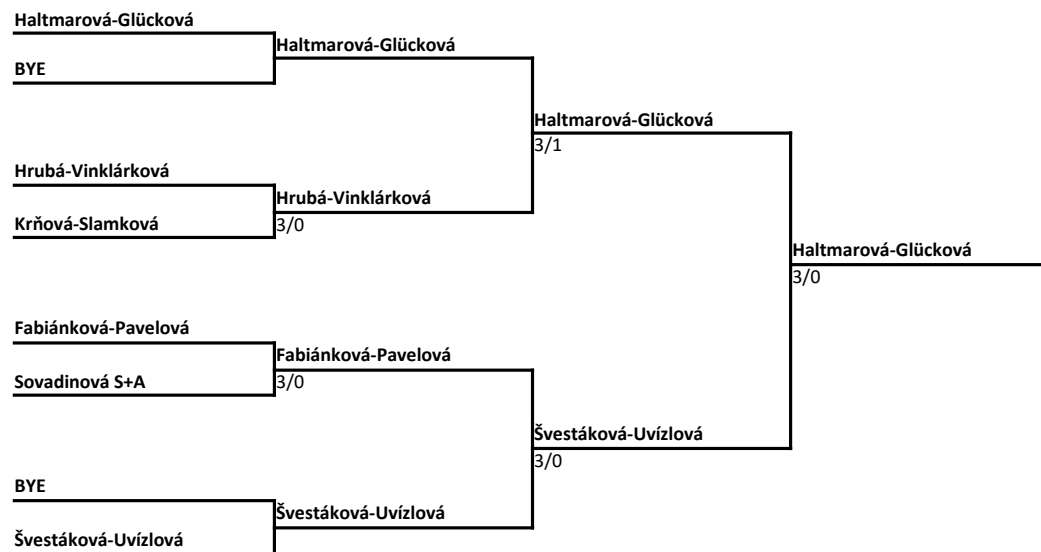 Haltmarová-Glücková
Haltmarová-Glücková
BYE
Haltmarová-Glücková
3/1
Hrubá-Vinklárková
Hrubá-Vinklárková
Krňová-Slamková
3/0
Haltmarová-Glücková
3/0
Fabiánková-Pavelová
Fabiánková-Pavelová
Sovadinová S+A
3/0
Švestáková-Uvízlová
3/0
BYE
Švestáková-Uvízlová
Švestáková-Uvízlová